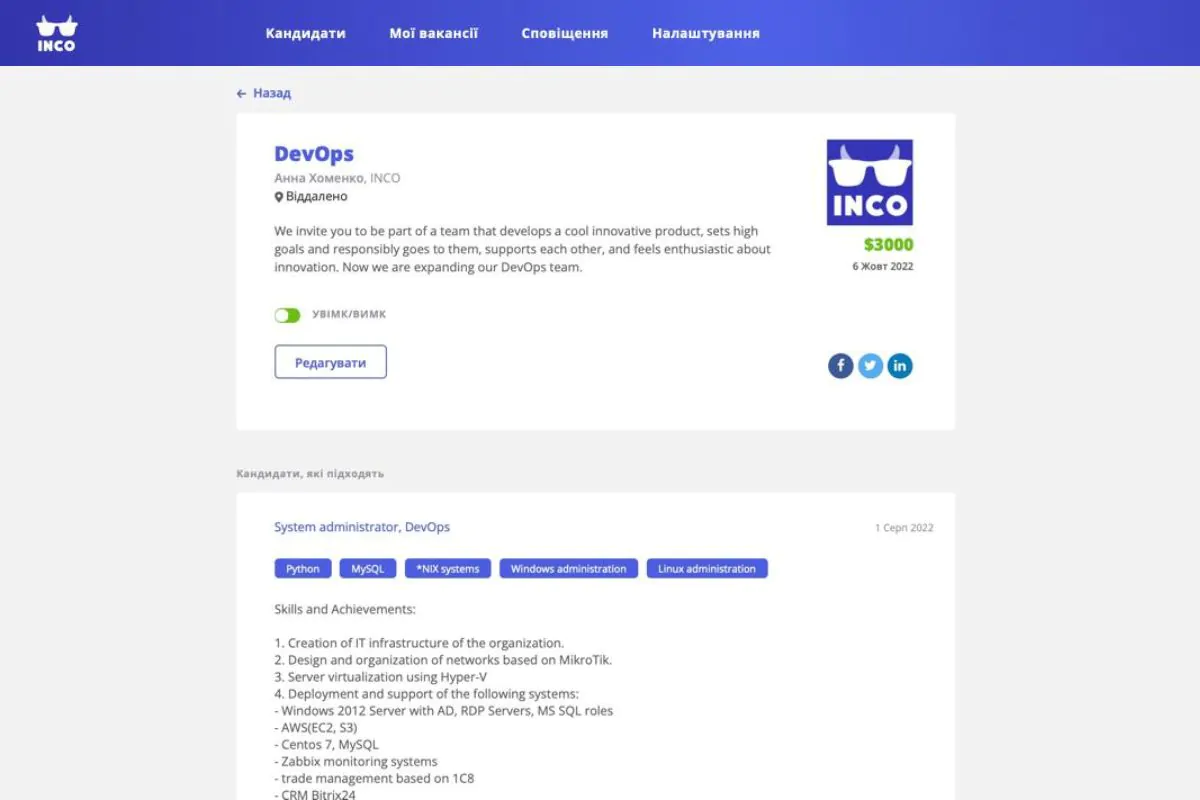 INCO
Кандидати
Мої вакансії
Сповіщення
Налаштування
← Назад
DevOps
Анна Хоменко, INCO
Віддалено
We invite you to be part of a team that develops a cool innovative product, sets high
goals and responsibly goes to them, supports each other, and feels enthusiastic about
innovation. Now we are expanding our DevOps team.
INCO
$3000
6 Жовт 2022
УВІМК/ВИМК
Редагувати
Кандидати, які підходять
System administrator, DevOps
1 Серп 2022
Python
MySQL
*NIX systems
Windows administration
Linux administration
Skills and Achievements:
1. Creation of IT infrastructure of the organization.
2. Design and organization of networks based on MikroTik.
3. Server virtualization using Hyper-V
4. Deployment and support of the following systems:
- Windows 2012 Server with AD, RDP Servers, MS SQL roles
- AWS(EC2, S3)
- Centos 7, MySQL
- Zabbix monitoring systems
- trade management based on 1C8
- CRM Bitrix24